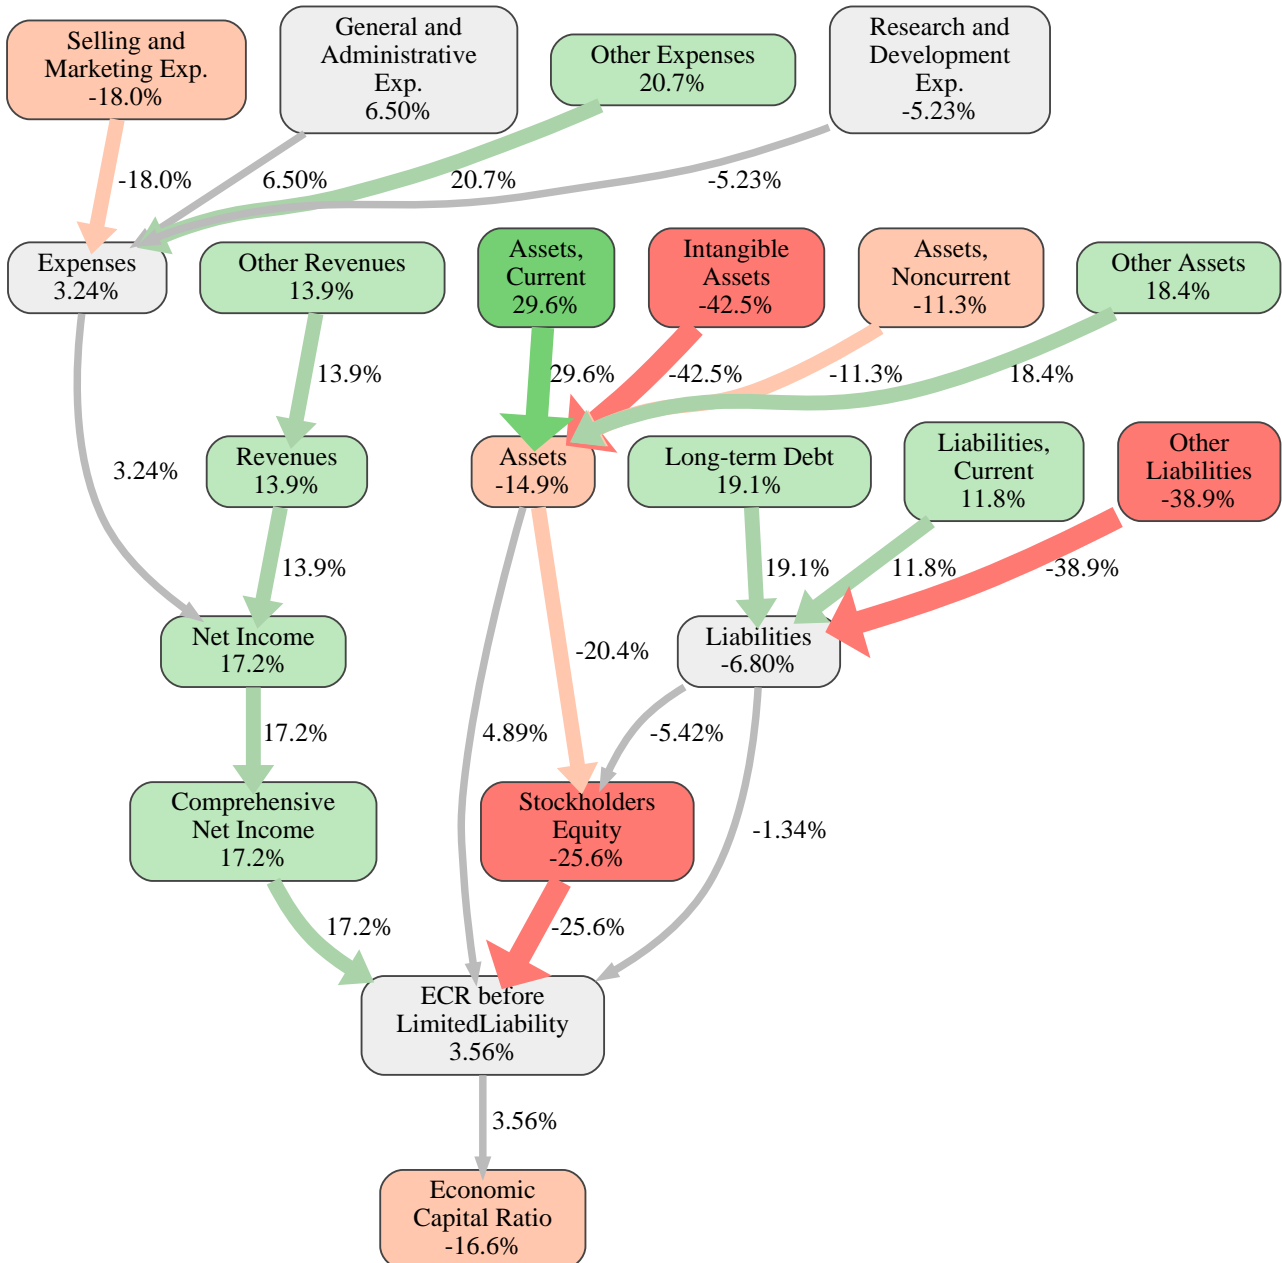 Selling and
Marketing Exp.
-18.0%
General and
Administrative
Exp.
6.50%
Other Expenses
20.7%
Research and
Development
Exp.
-5.23%
-18.0%
6.50%
20.7%
-5.23%
Expenses
3.24%
Other Revenues
13.9%
Assets,
Current
29.6%
Intangible
Assets
-42.5%
Assets,
Noncurrent
-11.3%
Other Assets
18.4%
13.9%
29.6%
-42.5%
-11.3%
18.4%
3.24%
Revenues
13.9%
Assets
-14.9%
Long-term Debt
19.1%
Liabilities,
Current
11.8%
Other
Liabilities
-38.9%
13.9%
19.1%
11.8%
-38.9%
Net Income
17.2%
-20.4%
Liabilities
-6.80%
17.2%
4.89%
-5.42%
Comprehensive
Net Income
17.2%
Stockholders
Equity
-25.6%
-1.34%
17.2%
-25.6%
ECR before
LimitedLiability
3.56%
3.56%
Economic
Capital Ratio
-16.6%